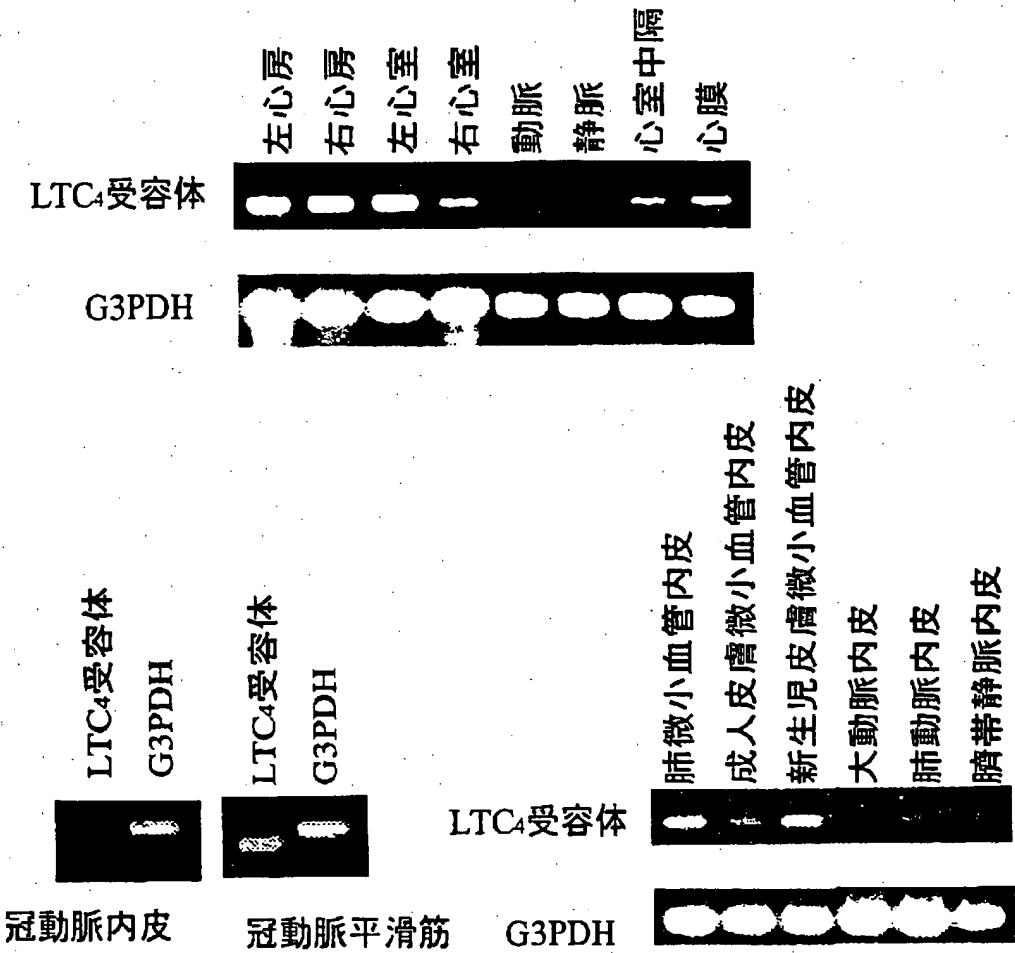 左心房
右心房
左心室
右心室
動脈
静脈
心室中隔
心膜
LTC4受容体
G3PDH
LTC4受容体
G3PDH
冠動脈内皮
LTC4受容体
G3PDH
冠動脈平滑筋
肺微小血管内皮
成人皮膚微小血管内皮
新生児皮膚微小血管内皮
大動脈内皮
肺動脈内皮
臍帯静脈内皮
LTC4受容体
G3PDH